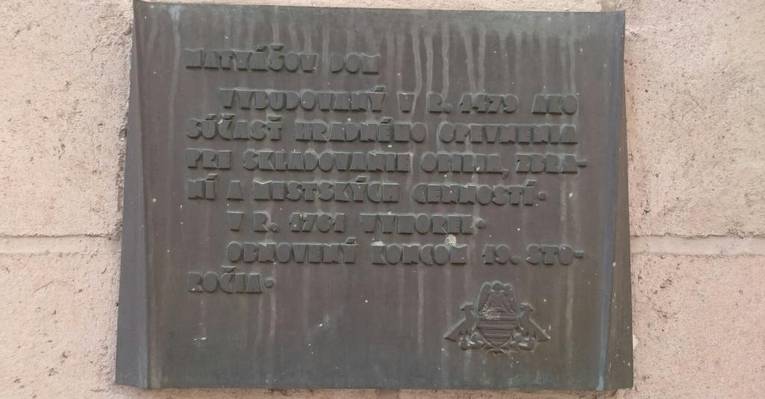 MATYÁŠOV DOM
VYBUDOVANÝ V R. 1479 AKO
SÚČASŤ HRADNÉHO OPEVNENIA
PRE SKLADOVANIE OBILIA, ZBRA-
NÍ A MESTSKÝCH CENNOSTÍ.
V R. 1761 VYHOREL.
OBNOVENÝ KONCOM 19. STO-
ROČIA.